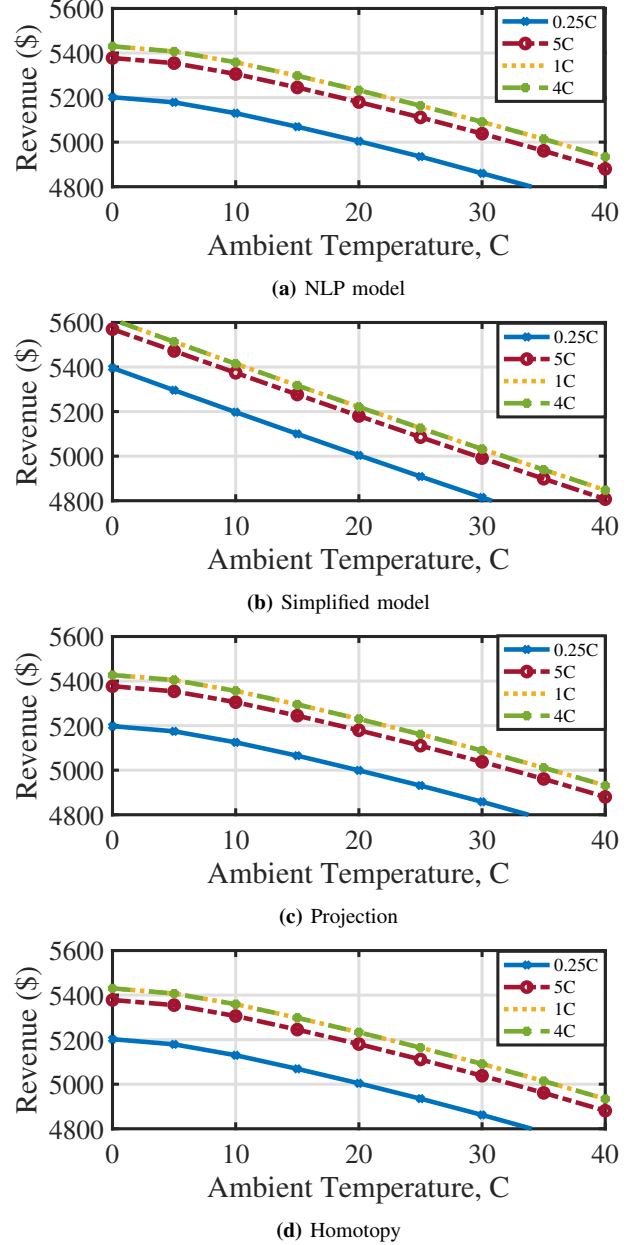 5600
5400
5200
5000
4800
Revenue ($)
0.25C
5C
1C
4C
0 10 20 30 40
Ambient Temperature, C
(a) NLP model
5600
5400
5200
5000
4800
Revenue ($)
0.25C
5C
1C
4C
0 10 20 30 40
Ambient Temperature, C
(b) Simplified model
5600
5400
5200
5000
4800
Revenue ($)
0.25C
5C
1C
4C
0 10 20 30 40
Ambient Temperature, C
(c) Projection
5600
5400
5200
5000
4800
Revenue ($)
0.25C
5C
1C
4C
0 10 20 30 40
Ambient Temperature, C
(d) Homotopy